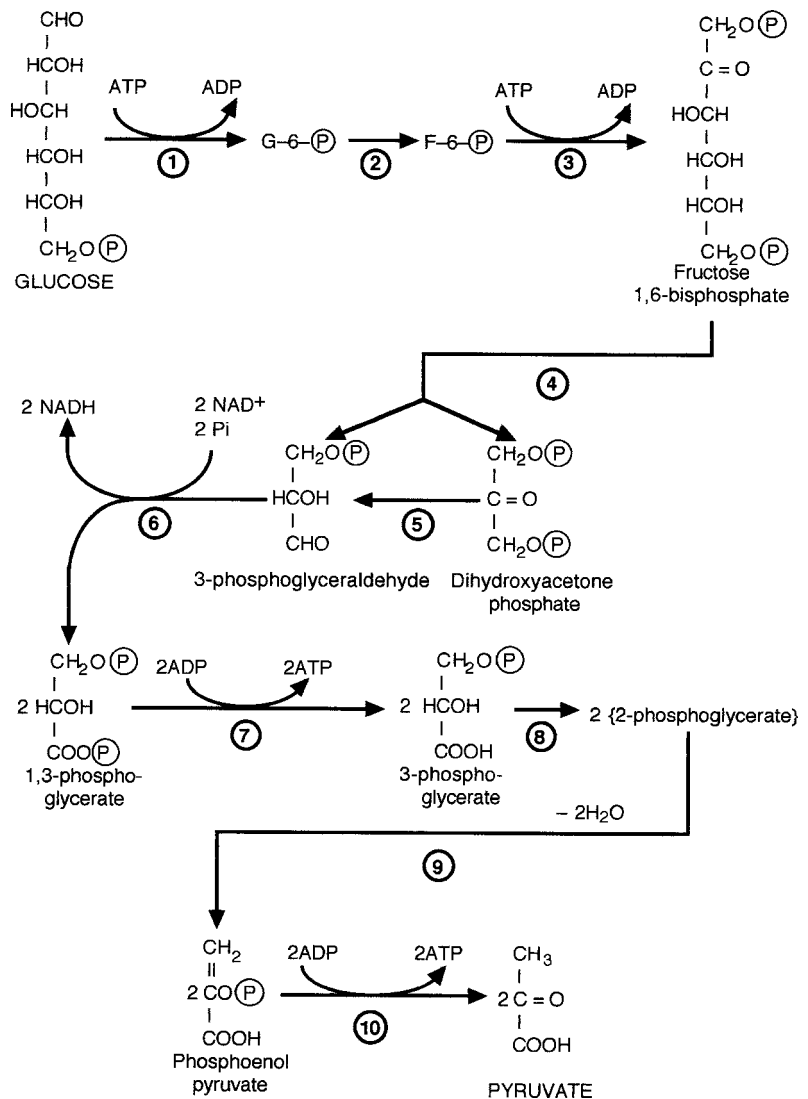 CHO
HCOH
HOCH
HCOH
HCOH
CH₂O Ⓟ
GLUCOSE
ATP ADP
①
G–6–Ⓟ
②
F–6–Ⓟ
ATP ADP
③
CH₂O Ⓟ
C = O
HOCH
HCOH
HCOH
CH₂O Ⓟ
Fructose
1,6-bisphosphate
④
2 NADH
2 NAD+
2 Pi
⑥
CH₂O Ⓟ
HCOH
CHO
3-phosphoglyceraldehyde
⑤
CH₂O Ⓟ
C = O
CH₂O Ⓟ
Dihydroxyacetone
phosphate
CH₂O Ⓟ
2 HCOH
COO Ⓟ
1,3-phospho-
glycerate
2ADP 2ATP
⑦
CH₂O Ⓟ
2 HCOH
COOH
3-phospho-
glycerate
⑧
2 {2-phosphoglycerate}
– 2H₂O
⑨
CH₂
2 CO Ⓟ
COOH
Phosphoenol
pyruvate
2ADP 2ATP
⑩
CH₃
2 C = O
COOH
PYRUVATE